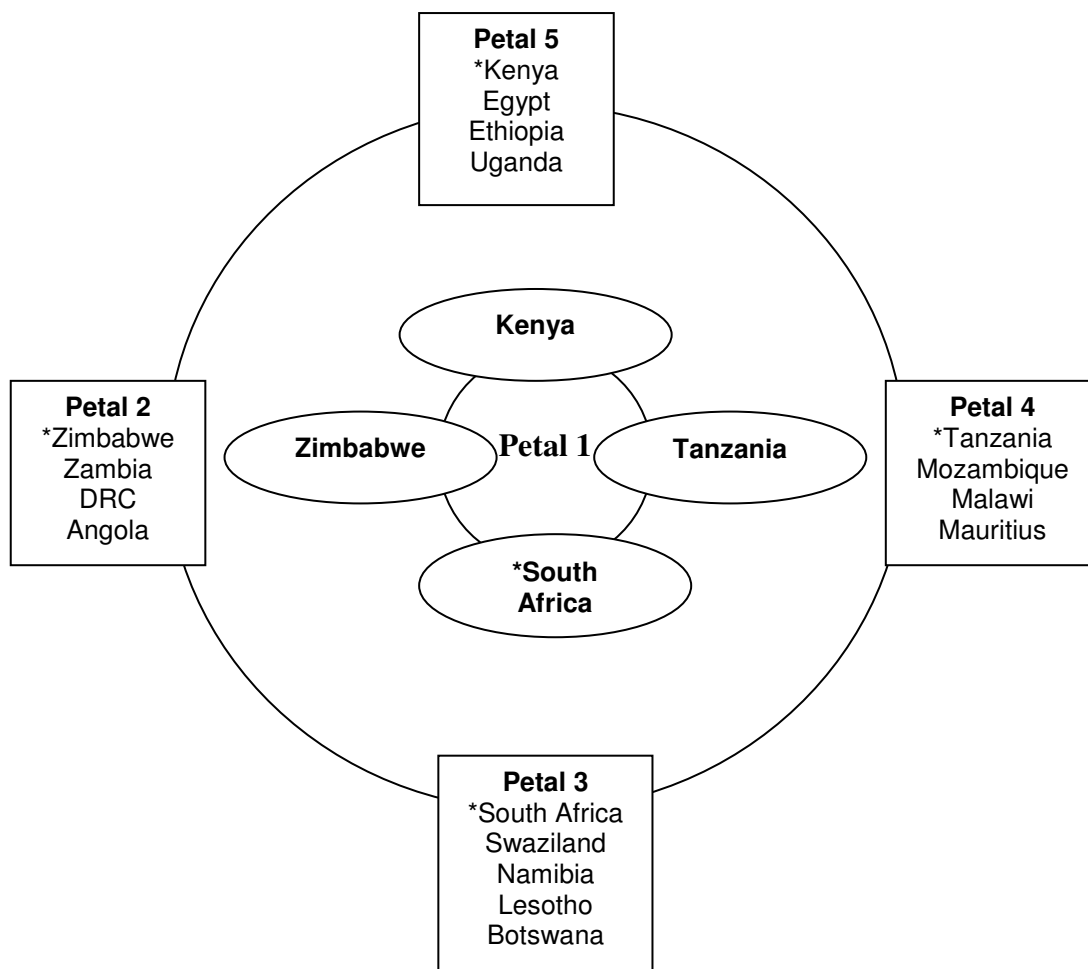 Petal 5
*Kenya
Egypt
Ethiopia
Uganda
Kenya
Petal 2
*Zimbabwe
Zambia
DRC
Angola
Zimbabwe
Petal 1
Tanzania
Petal 4
*Tanzania
Mozambique
Malawi
Mauritius
*South
Africa
Petal 3
*South Africa
Swaziland
Namibia
Lesotho
Botswana